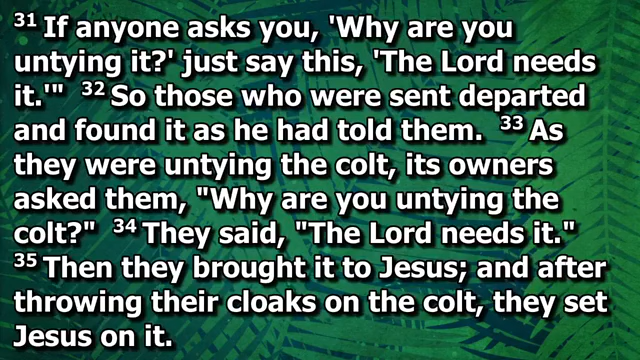 31 If anyone asks you, 'Why are you
untying it?' just say this, 'The Lord needs
it.'" 32 So those who were sent departed
and found it as he had told them. 33 As
they were untying the colt, its owners
asked them, "Why are you untying the
colt?" 34 They said, "The Lord needs it."
35 Then they brought it to Jesus; and after
throwing their cloaks on the colt, they set
Jesus on it.